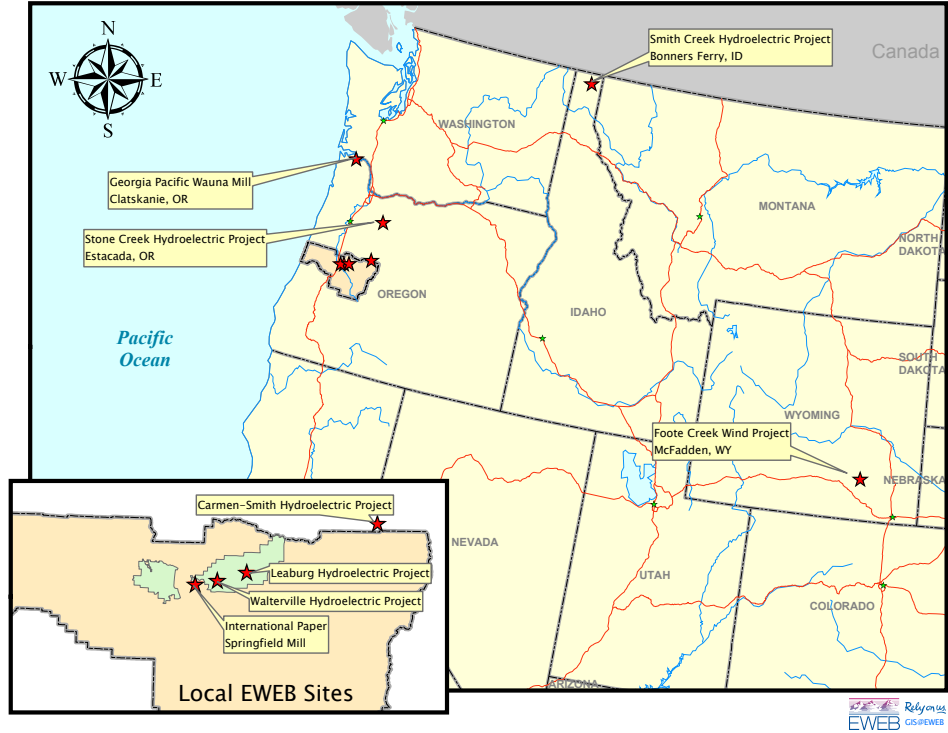 N
W
E
S
Smith Creek Hydroelectric Project
Bonners Ferry, ID
Canada
WASHINGTON
Georgia Pacific Wauna Mill
Clatskanie, OR
MONTANA
Stone Creek Hydroelectric Project
Estacada, OR
NORTH
DAKOTA
OREGON
IDAHO
Pacific
Ocean
SOUTH
DAKOTA
WYOMING
Foote Creek Wind Project
McFadden, WY
NEBRASKA
Carmen-Smith Hydroelectric Project
NEVADA
Leaburg Hydroelectric Project
UTAH
Walterville Hydroelectric Project
COLORADO
International Paper
Springfield Mill
ARIZONA
Local EWEB Sites
Rely on us
EWEB
GIS@EWEB